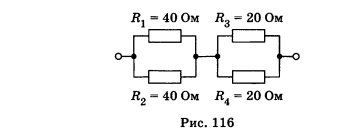 R₁ = 40 Ом R₃ = 20 Ом
R₂ = 40 Ом R₄ = 20 Ом
Рис. 116